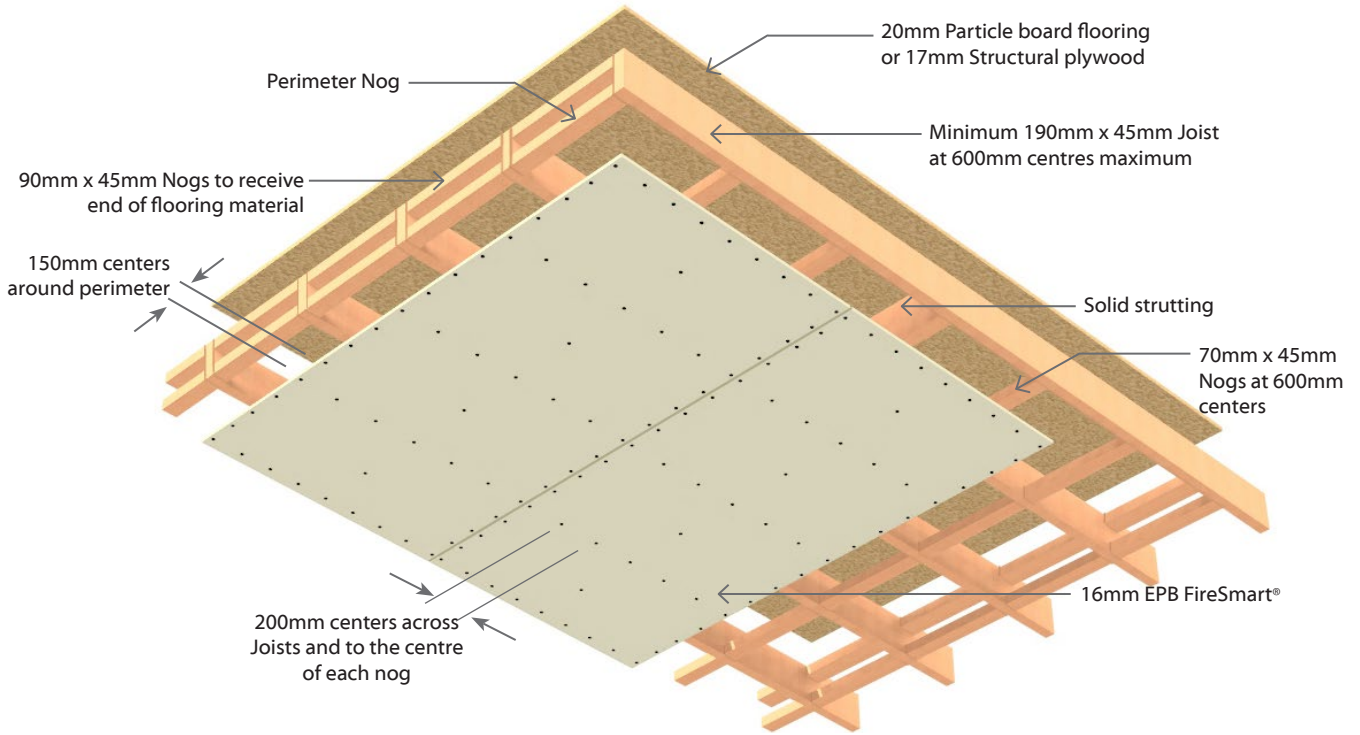 20mm Particle board flooring
or 17mm Structural plywood
Perimeter Nog
Minimum 190mm x 45mm Joist
at 600mm centres maximum
90mm x 45mm Nogs to receive
end of flooring material
150mm centers
around perimeter
Solid strutting
70mm x 45mm
Nogs at 600mm
centers
16mm EPB FireSmart®
200mm centers across
Joists and to the centre
of each nog